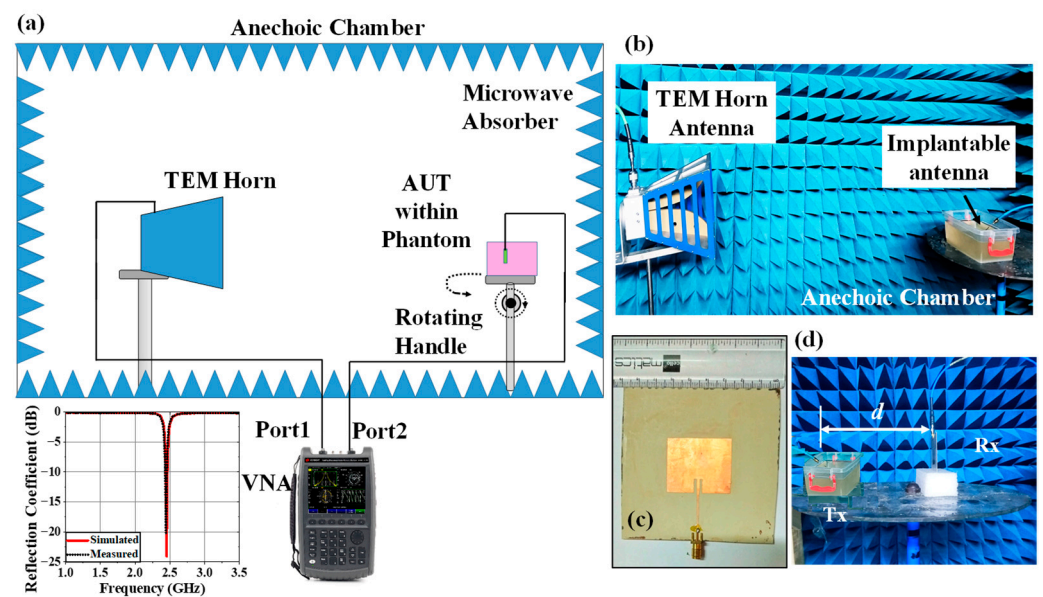 (a)
Anechoic Chamber
Microwave
Absorber
TEM Horn
AUT
within
Phantom
Rotating
Handle
Port1
Port2
VNA
0
-5
-10
-15
-20
-25
Reflection Coefficient (dB)
Simulated
Measured
1.0 1.5 2.0 2.5 3.0 3.5
Frequency (GHz)
(b)
TEM Horn
Antenna
Implantable
antenna
Anechoic Chamber
matics
(c)
(d)
d
Rx
Tx